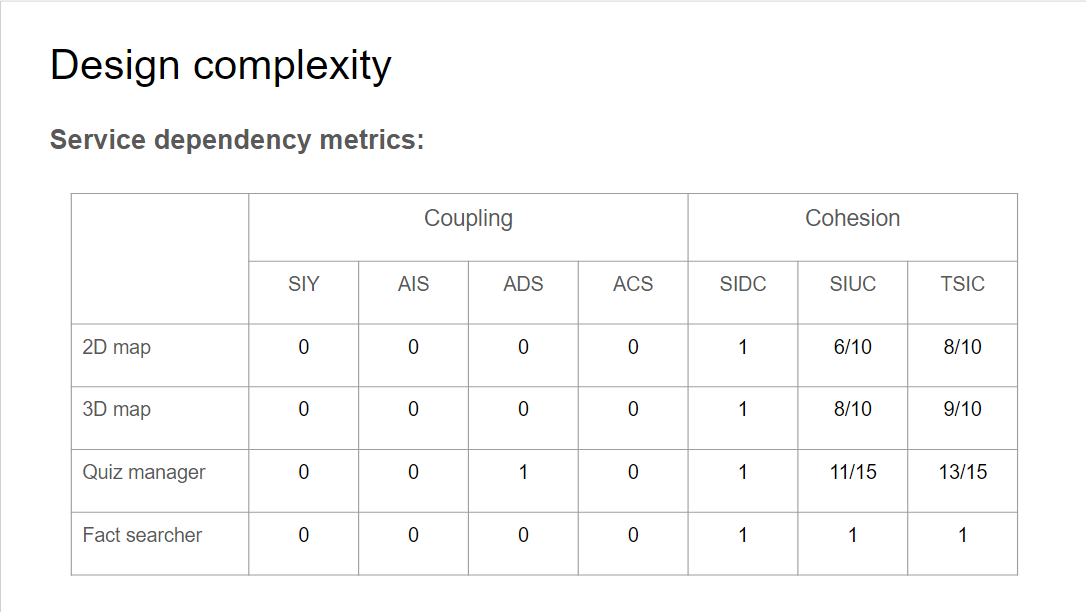 Design complexity
Service dependency metrics:
Coupling Cohesion
SIY AIS ADS ACS SIDC SIUC TSIC
2D map 0 0 0 0 1 6/10 8/10
3D map 0 0 0 0 1 8/10 9/10
Quiz manager 0 0 1 0 1 11/15 13/15
Fact searcher 0 0 0 0 1 1 1